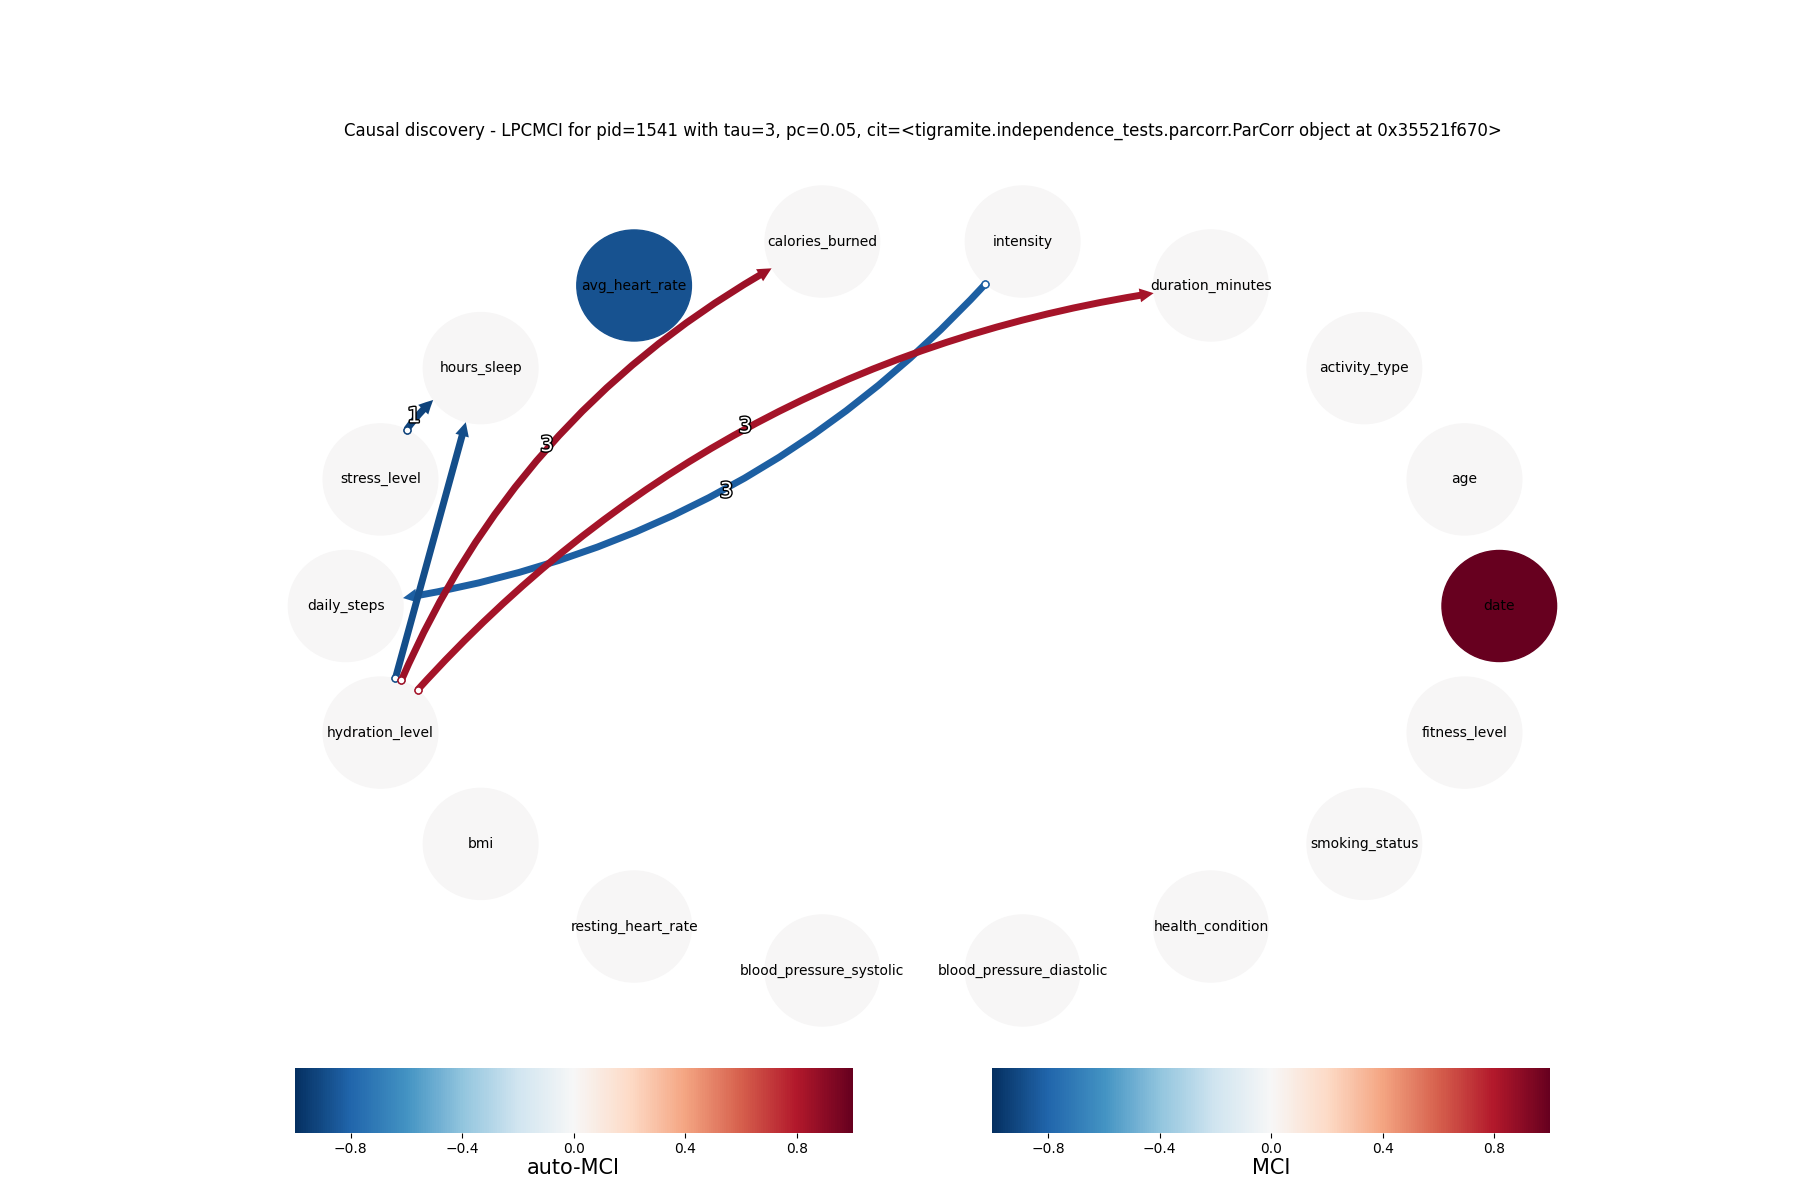 Causal discovery - LPCMCI for pid=1541 with tau=3, pc=0.05, cit=<tigramite.independence_tests.parcorr.ParCorr object at 0x35521f670>
calories_burned
intensity
avg_heart_rate
duration_minutes
hours_sleep
activity_type
1
3
3
stress_level
age
3
daily_steps
date
hydration_level
fitness_level
bmi
smoking_status
resting_heart_rate
health_condition
blood_pressure_systolic
blood_pressure_diastolic
−0.8 −0.4 0.0 0.4 0.8
auto-MCI
−0.8 −0.4 0.0 0.4 0.8
MCI